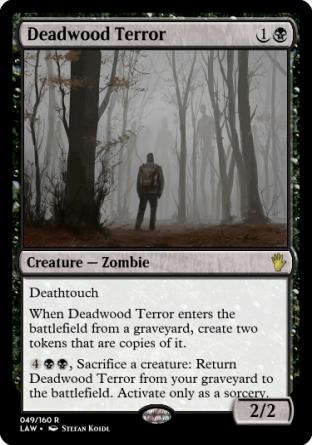 Deadwood Terror 1
Creature — Zombie
Deathtouch
When Deadwood Terror enters the
battlefield from a graveyard, create two
tokens that are copies of it.
4, Sacrifice a creature: Return
Deadwood Terror from your graveyard to
the battlefield. Activate only as a sorcery.
2/2
049/160 R
LAW • Stefan Koidl